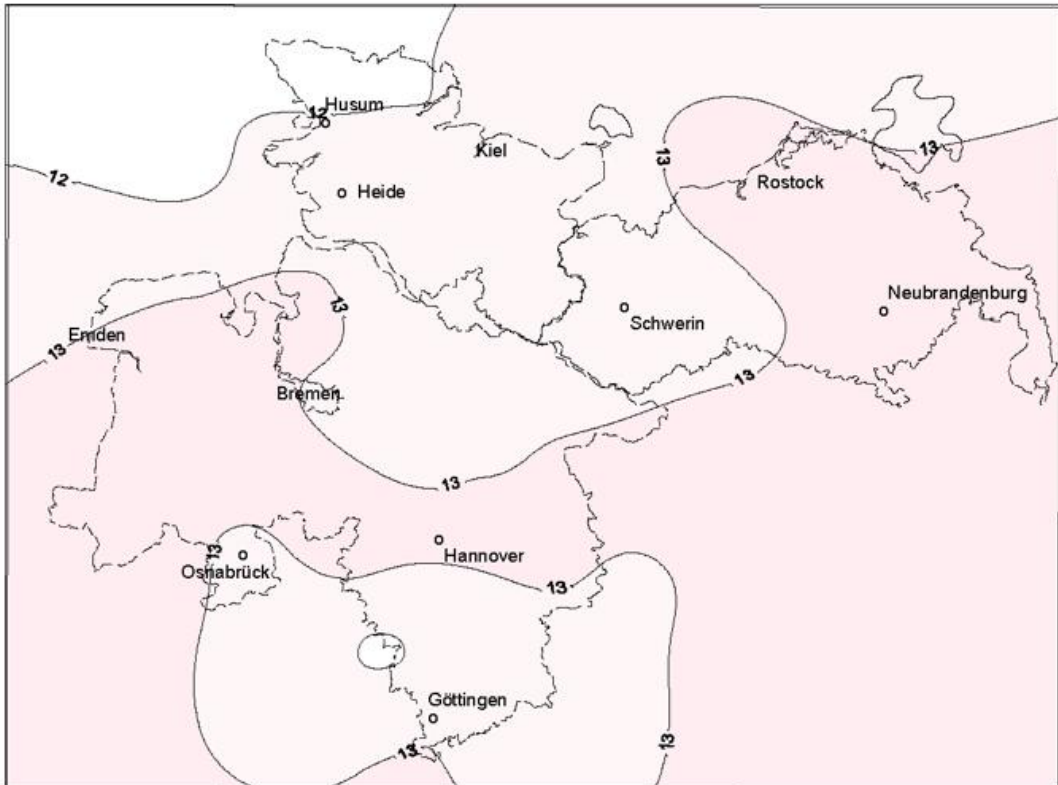 Husum
12
Kiel
13
13
12
Rostock
Heide
Neubrandenburg
13
Schwerin
Emden
13
13
Bremen
13
13
Hannover
Osnabrück
13
Göttingen
13
13